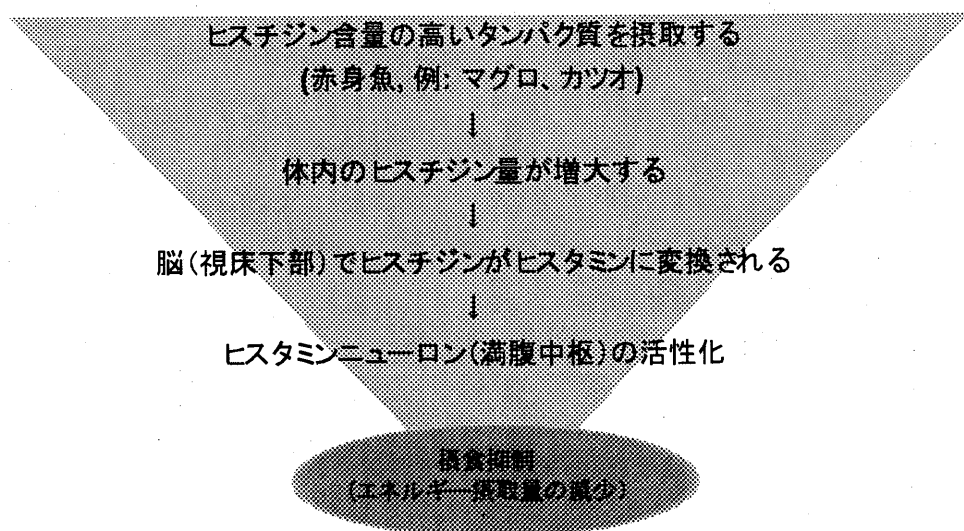 ヒスチジン含量の高いタンパク質を摂取する
(赤身魚, 例: マグロ、カツオ)
↓
体内のヒスチジン量が増大する
↓
脳(視床下部)でヒスチジンがヒスタミンに変換される
↓
ヒスタミンニューロン(満腹中枢)の活性化
摂食抑制
(エネルギー摂取量の減少)